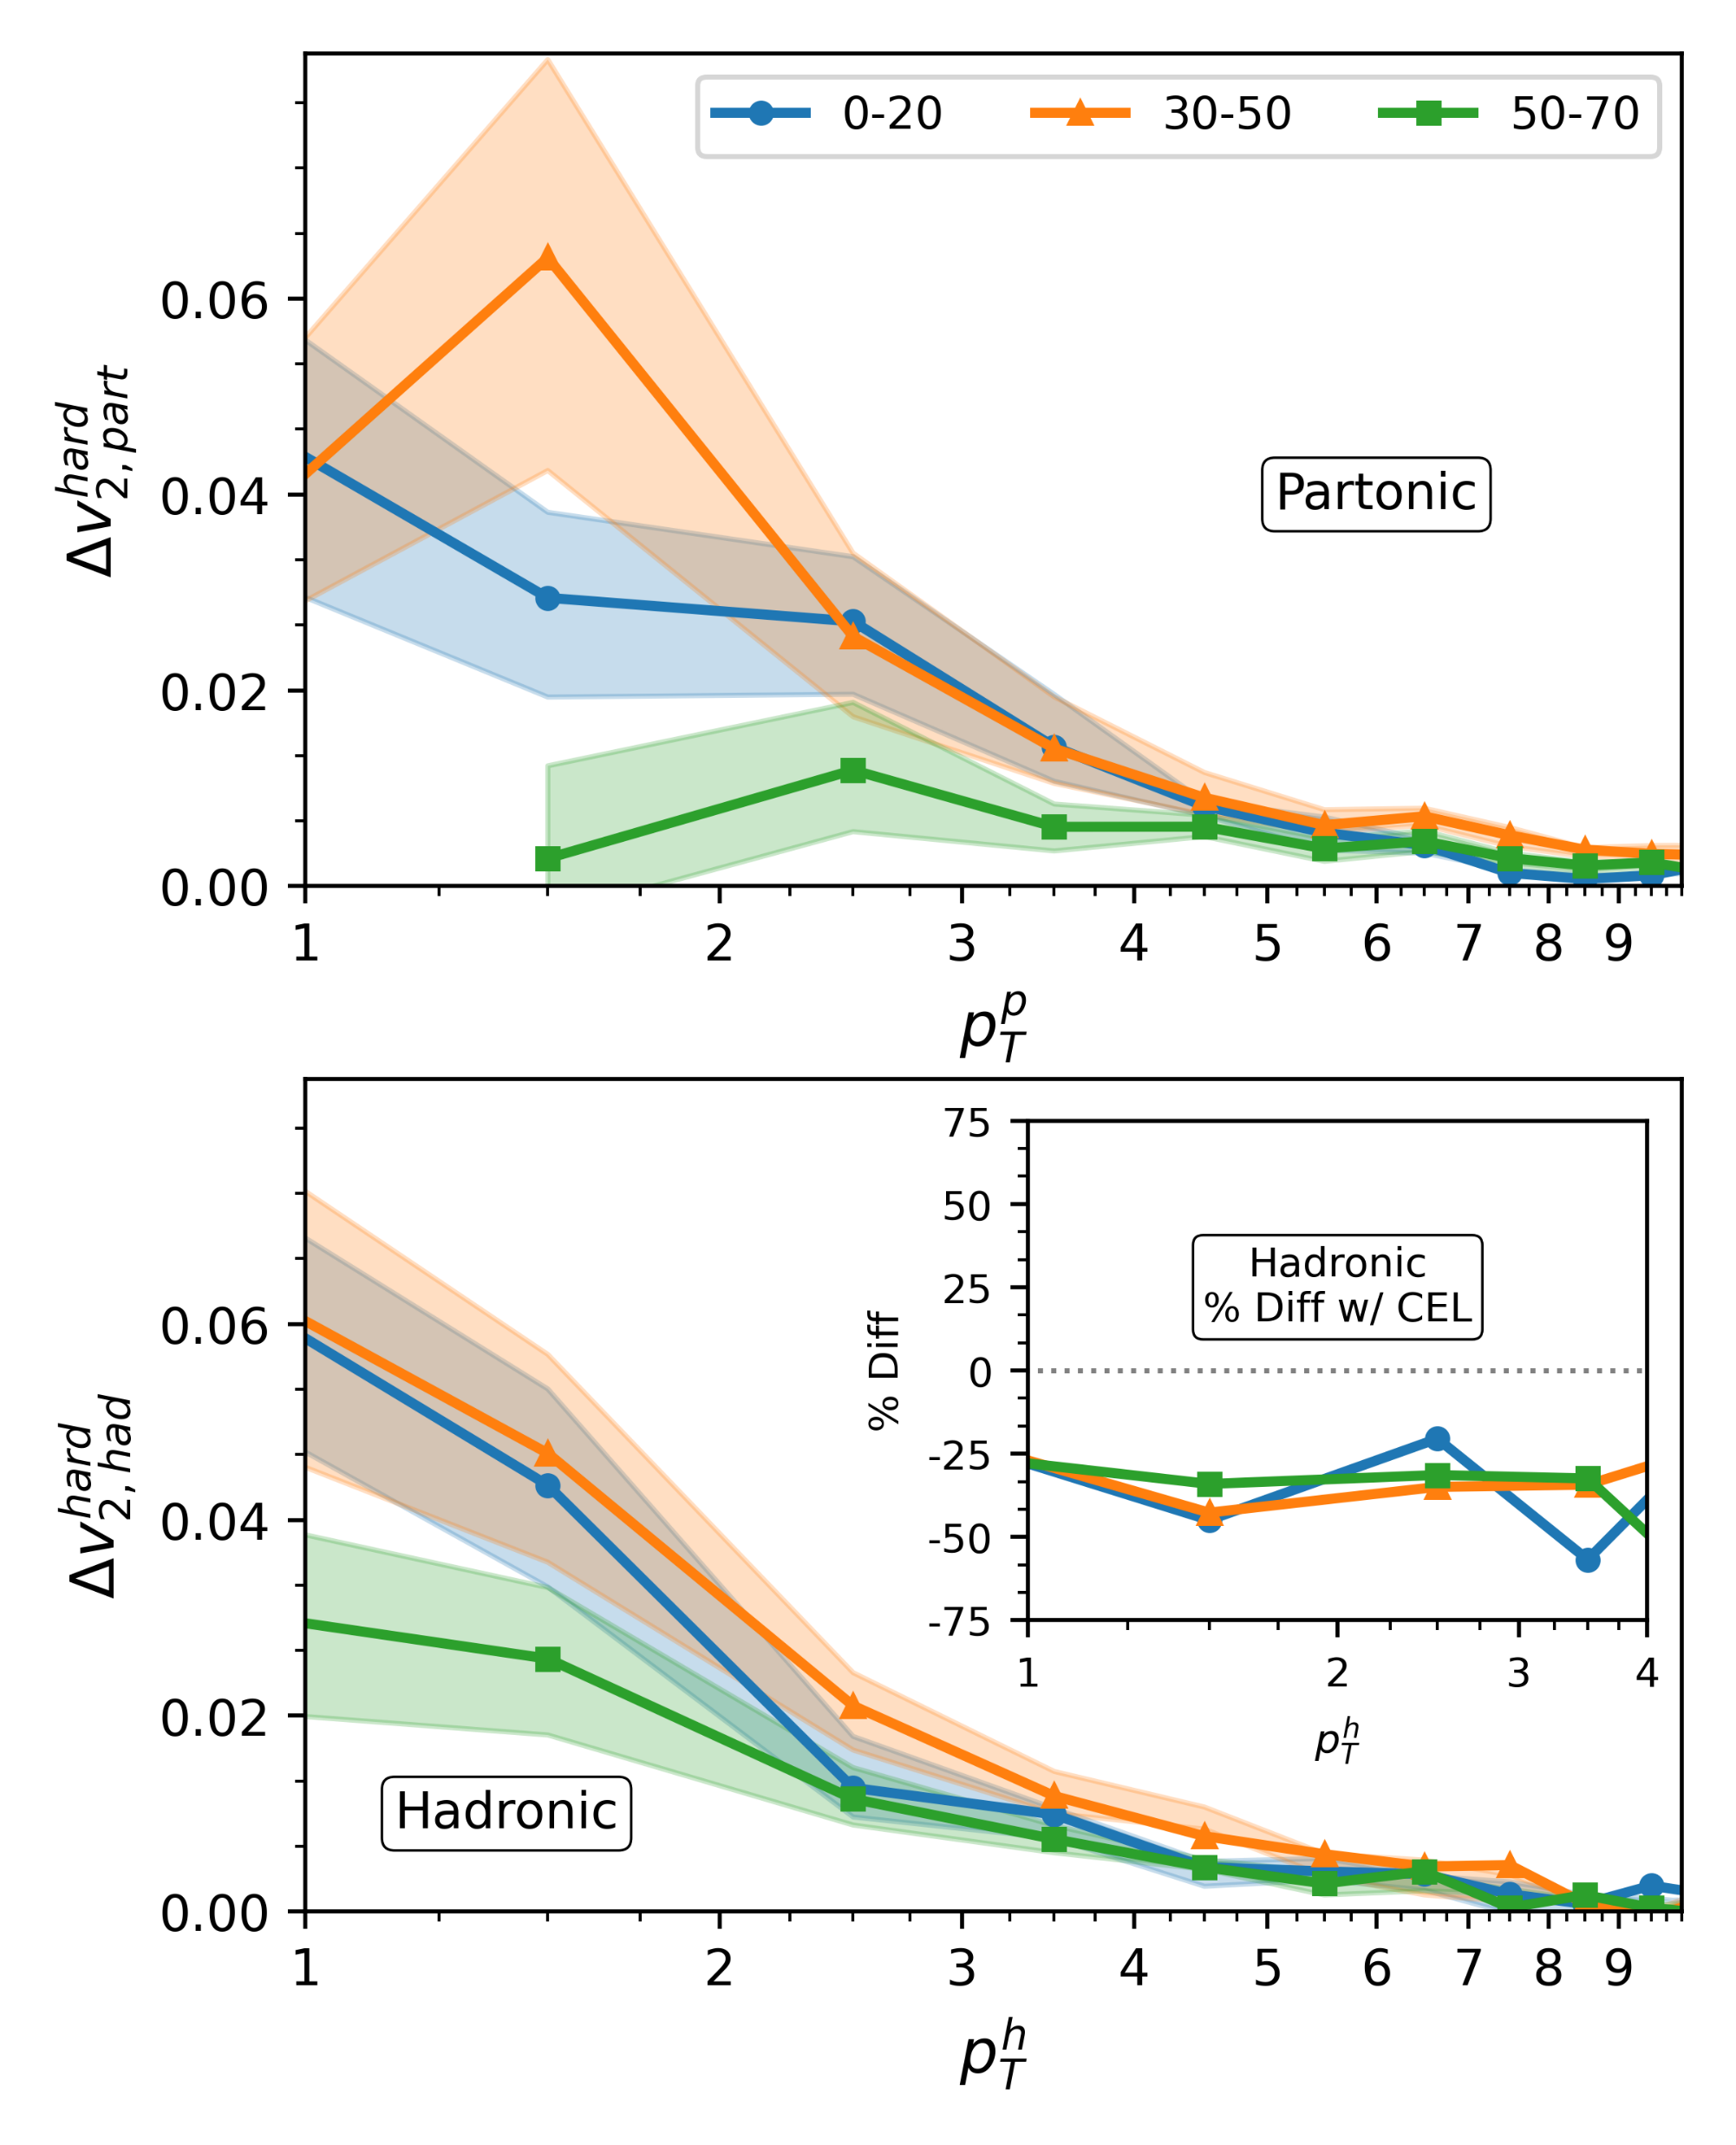 0-20 30-50 50-70
Δv^{hard}_{2, part}
0.06
0.04
Partonic
0.02
0.00
1 2 3 4 5 6 7 8 9
p^p_T
Δv^{hard}_{2, had}
0.06
0.04
0.02
0.00
Hadronic
% Diff
75
50
25
0
-25
-50
-75
Hadronic
% Diff w/ CEL
1 2 3 4
p^h_T
1 2 3 4 5 6 7 8 9
p^h_T